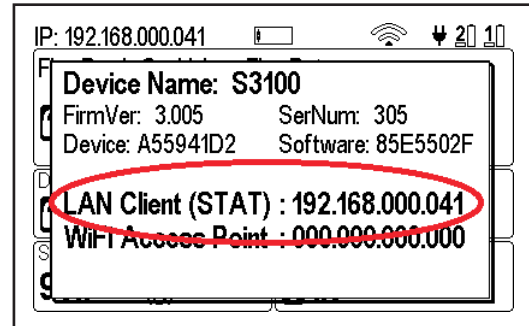 IP: 192.168.000.041 2 1
Device Name: S3100
FirmVer: 3.005 SerNum: 305
Device: A55941D2 Software: 85E5502F
LAN Client (STAT) : 192.168.000.041
WiFi Access Point : 000.000.000.000